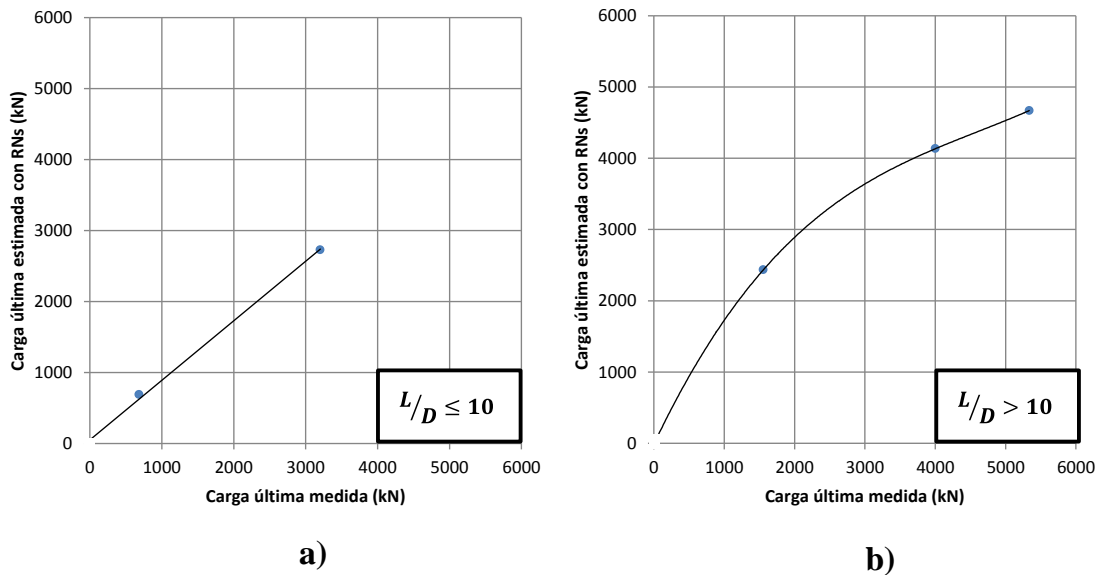 6000
5000
4000
3000
2000
1000
0
Carga última estimada con RNs (kN)
0 1000 2000 3000 4000 5000 6000
Carga última medida (kN)
L/D ≤ 10
a)
6000
5000
4000
3000
2000
1000
0
Carga última estimada con RNs (kN)
0 1000 2000 3000 4000 5000 6000
Carga última medida (kN)
L/D > 10
b)